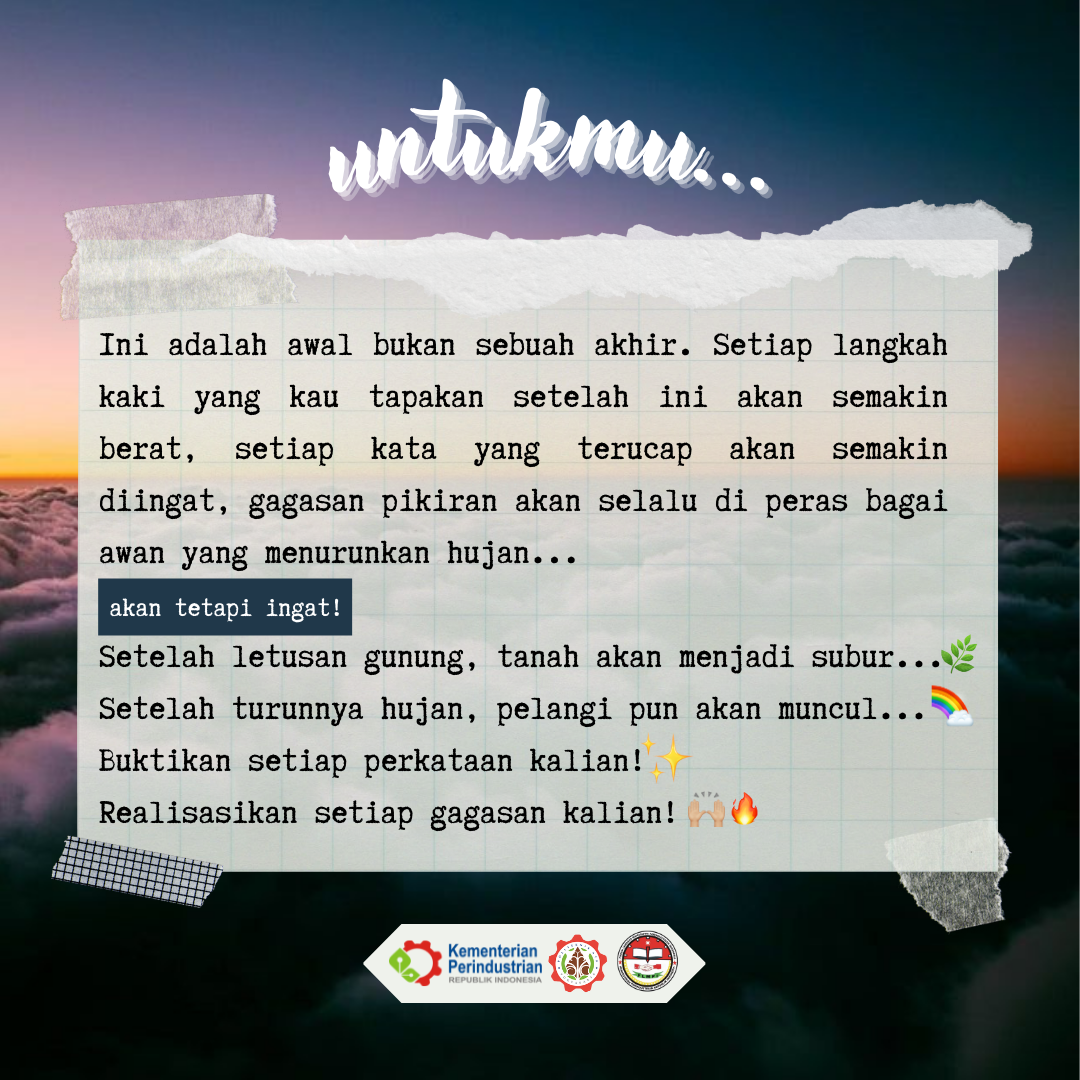 untukmu...
Ini adalah awal bukan sebuah akhir. Setiap langkah
kaki yang kau tapakan setelah ini akan semakin
berat, setiap kata yang terucap akan semakin
diingat, gagasan pikiran akan selalu di peras bagai
awan yang menurunkan hujan...
akan tetapi ingat!
Setelah letusan gunung, tanah akan menjadi subur...🌿
Setelah turunnya hujan, pelangi pun akan muncul...🌈
Buktikan setiap perkataan kalian!✨
Realisasikan setiap gagasan kalian! 🙌🏼🔥
Kementerian
Perindustrian
REPUBLIK INDONESIA